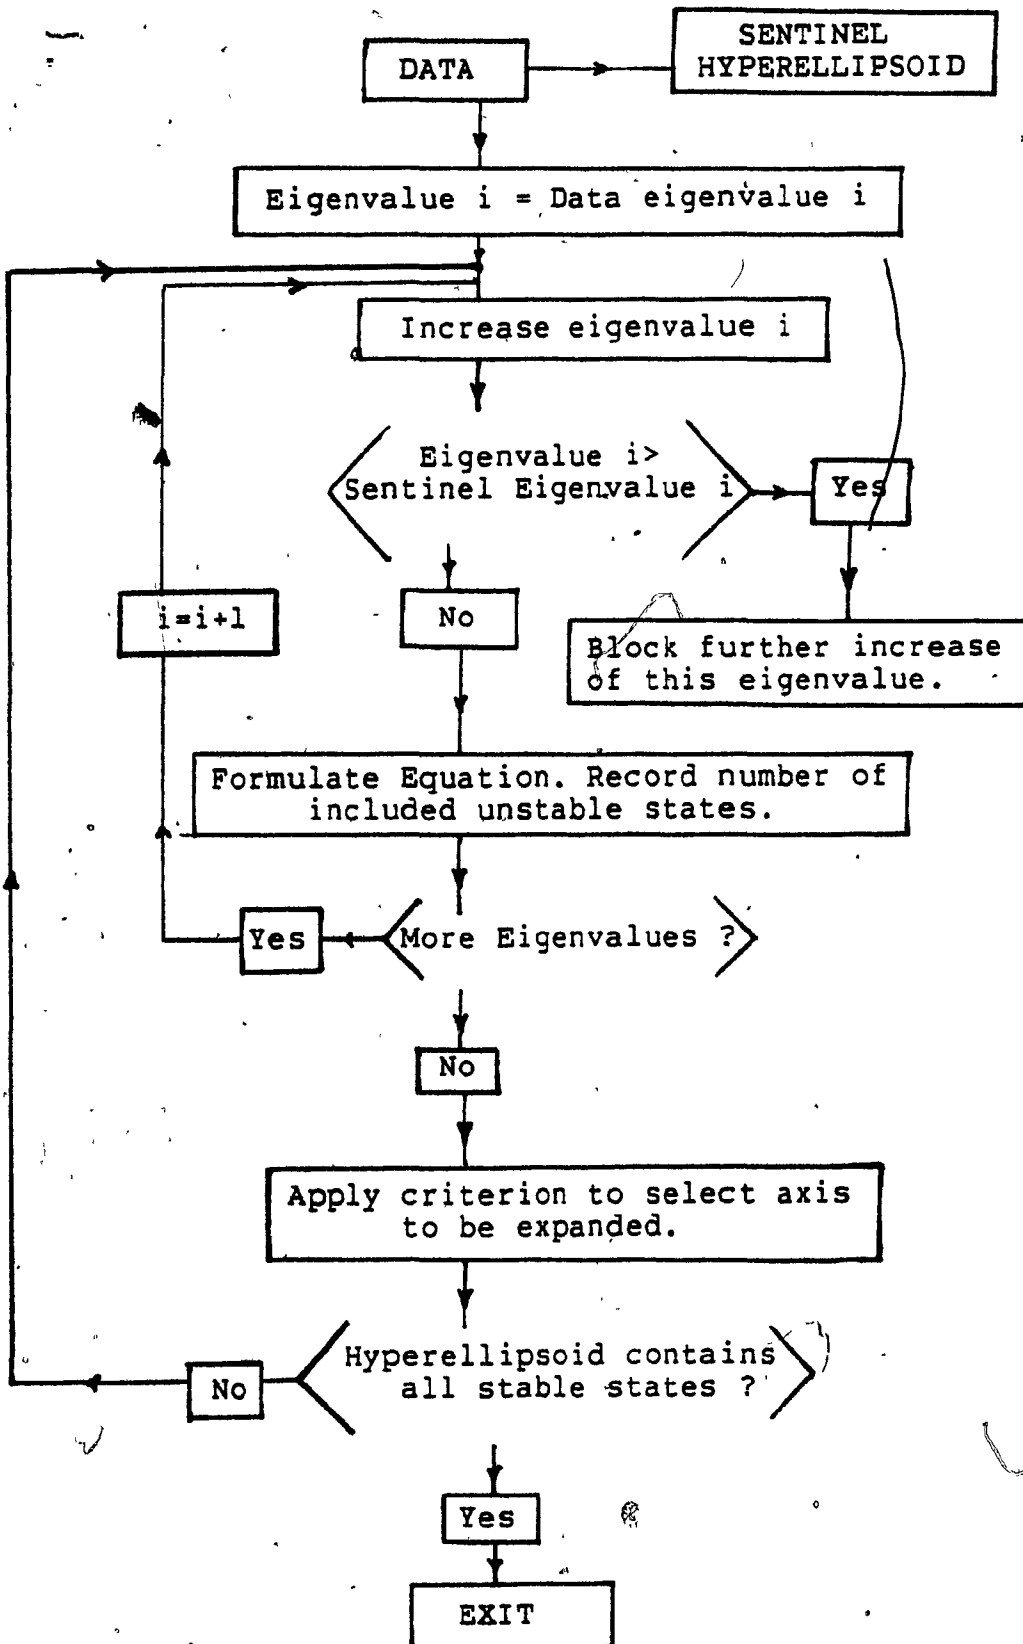 SENTINEL
HYPERELLIPSOID
DATA
Eigenvalue i = Data eigenvalue i
Increase eigenvalue i
Eigenvalue i>
Sentinel Eigenvalue i
Yes
i=i+1
No
Block further increase
of this eigenvalue.
Formulate Equation. Record number of
included unstable states.
Yes
More Eigenvalues ?
No
Apply criterion to select axis
to be expanded.
Hyperellipsoid contains
all stable states ?
No
Yes
EXIT